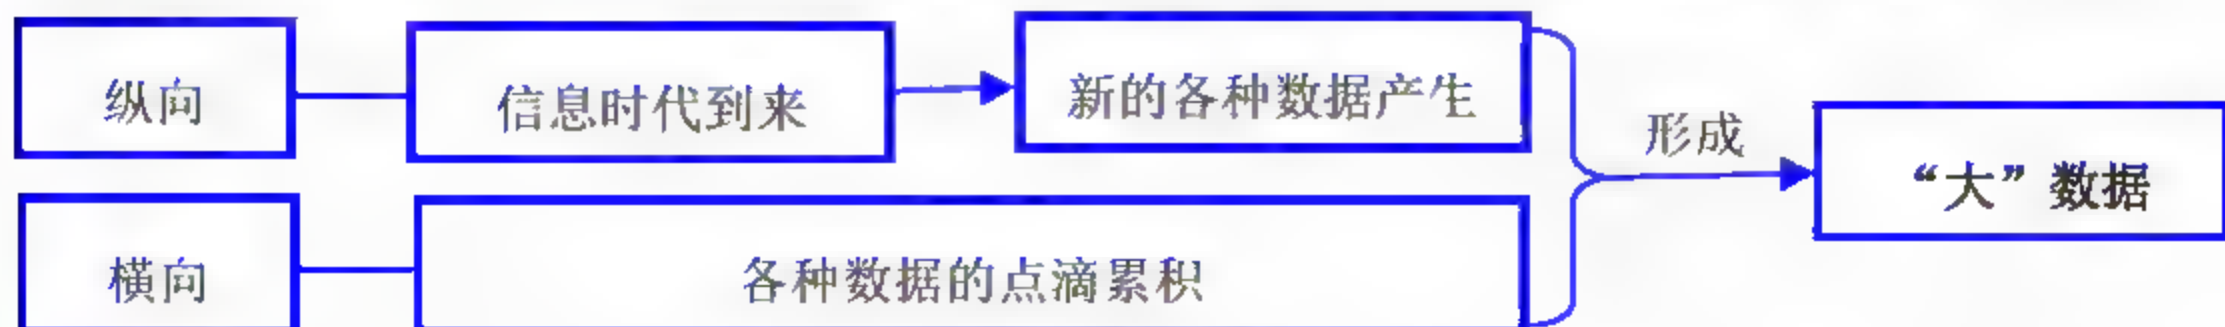 纵向
信息时代到来
新的各种数据产生
形成
“大”数据
横向
各种数据的点滴累积